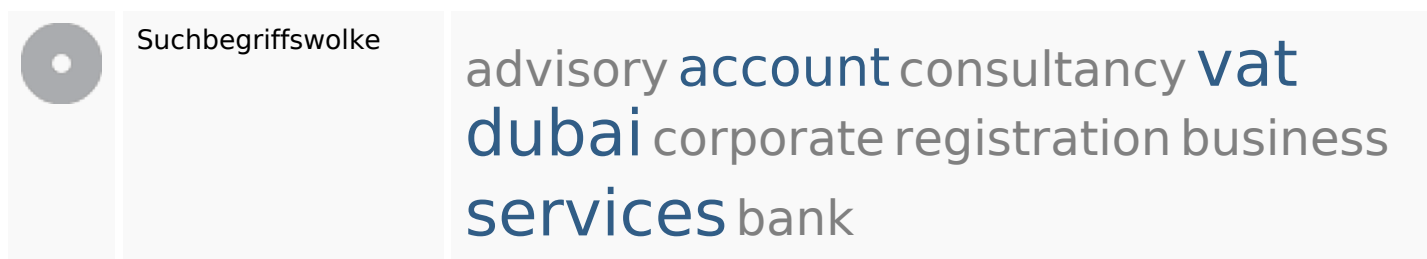 Suchbegriffswolke
advisory account consultancy vat
dubai corporate registration business
services bank